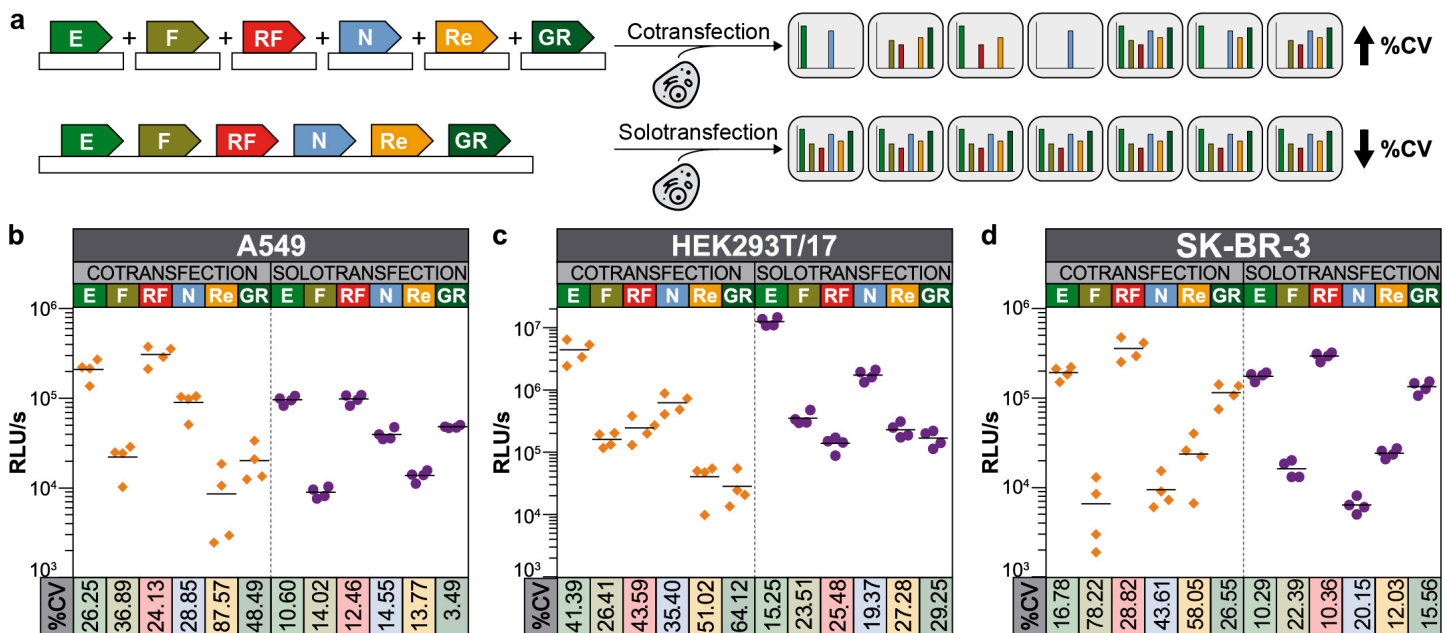 a
E + F + RF + N + Re + GR
Cotransfection
%CV
E F RF N Re GR
Solotransfection
%CV
b
A549
COTRANSFECTION SOLOTRANSFECTION
E F RF N Re GR E F RF N Re GR
RLU/s
10⁶
10⁵
10⁴
10³
%CV 26.25 36.89 24.13 28.85 87.57 48.49 10.60 14.02 12.46 14.55 13.77 3.49
c
HEK293T/17
COTRANSFECTION SOLOTRANSFECTION
E F RF N Re GR E F RF N Re GR
RLU/s
10⁷
10⁶
10⁵
10⁴
10³
%CV 41.39 26.41 43.59 35.40 51.02 64.12 15.25 23.51 25.48 19.37 27.28 29.25
d
SK-BR-3
COTRANSFECTION SOLOTRANSFECTION
E F RF N Re GR E F RF N Re GR
RLU/s
10⁶
10⁵
10⁴
10³
%CV 16.78 78.22 28.82 43.61 58.05 26.55 10.29 22.39 10.36 20.15 12.03 15.56